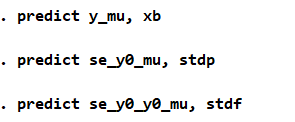 . predict y_mu, xb
. predict se_y0_mu, stdp
. predict se_y0_y0_mu, stdf